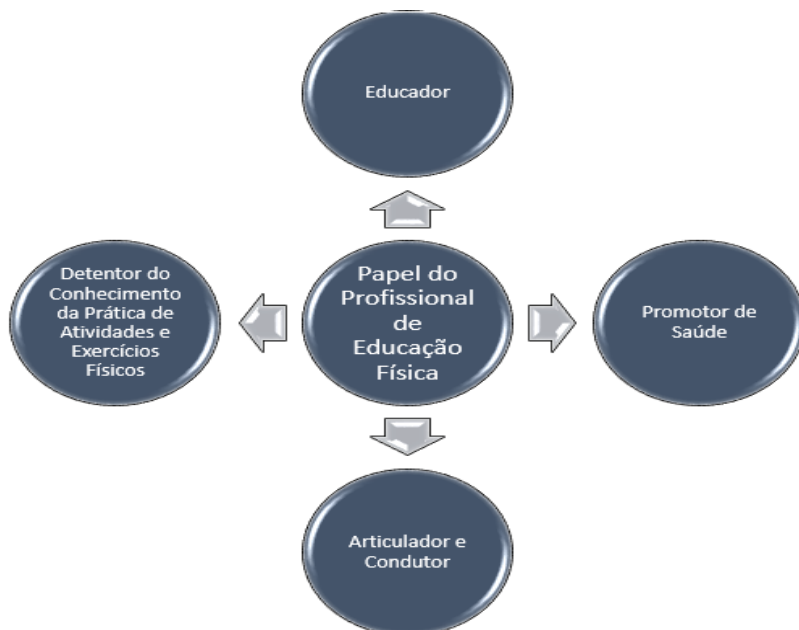 Educador
Detentor do
Conhecimento
da Prática de
Atividades e
Exercícios
Físicos
Papel do
Profissional
de
Educação
Física
Promotor de
Saúde
Articulador e
Condutor